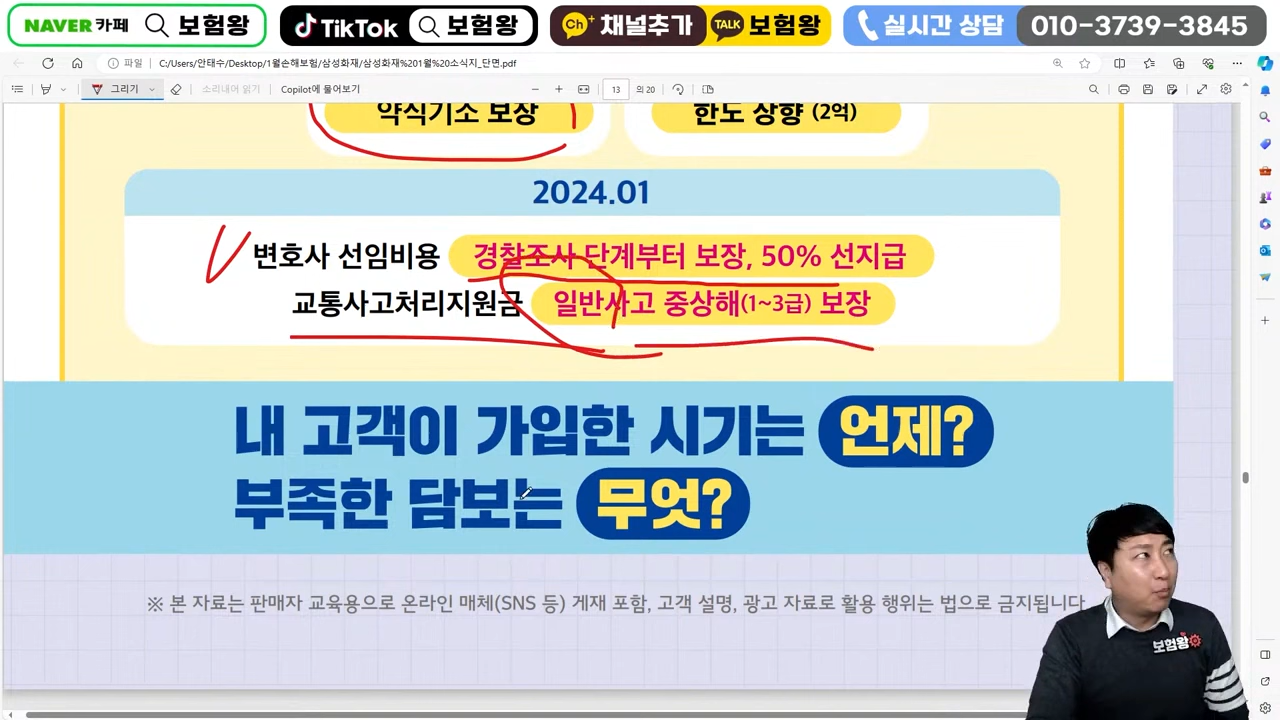 NAVER 카페 보험왕
TikTok 보험왕
Ch+ 채널추가 TALK 보험왕
실시간 상담 010-3739-3845
파일 C:/Users/안태수/Desktop/1월손해보험/삼성화재/삼성화재%201월%20소식지_단면.pdf
그리기 소리내어 읽기 Copilot에 물어보기 13 의 20
약식기소 보장
한도 상향 (2억)
2024.01
변호사 선임비용 경찰조사 단계부터 보장, 50% 선지급
교통사고처리지원금 일반사고 중상해(1~3급) 보장
내 고객이 가입한 시기는 언제?
부족한 담보는 무엇?
※ 본 자료는 판매자 교육용으로 온라인 매체(SNS 등) 게재 포함, 고객 설명, 광고 자료로 활용 행위는 법으로 금지됩니다
보험왕